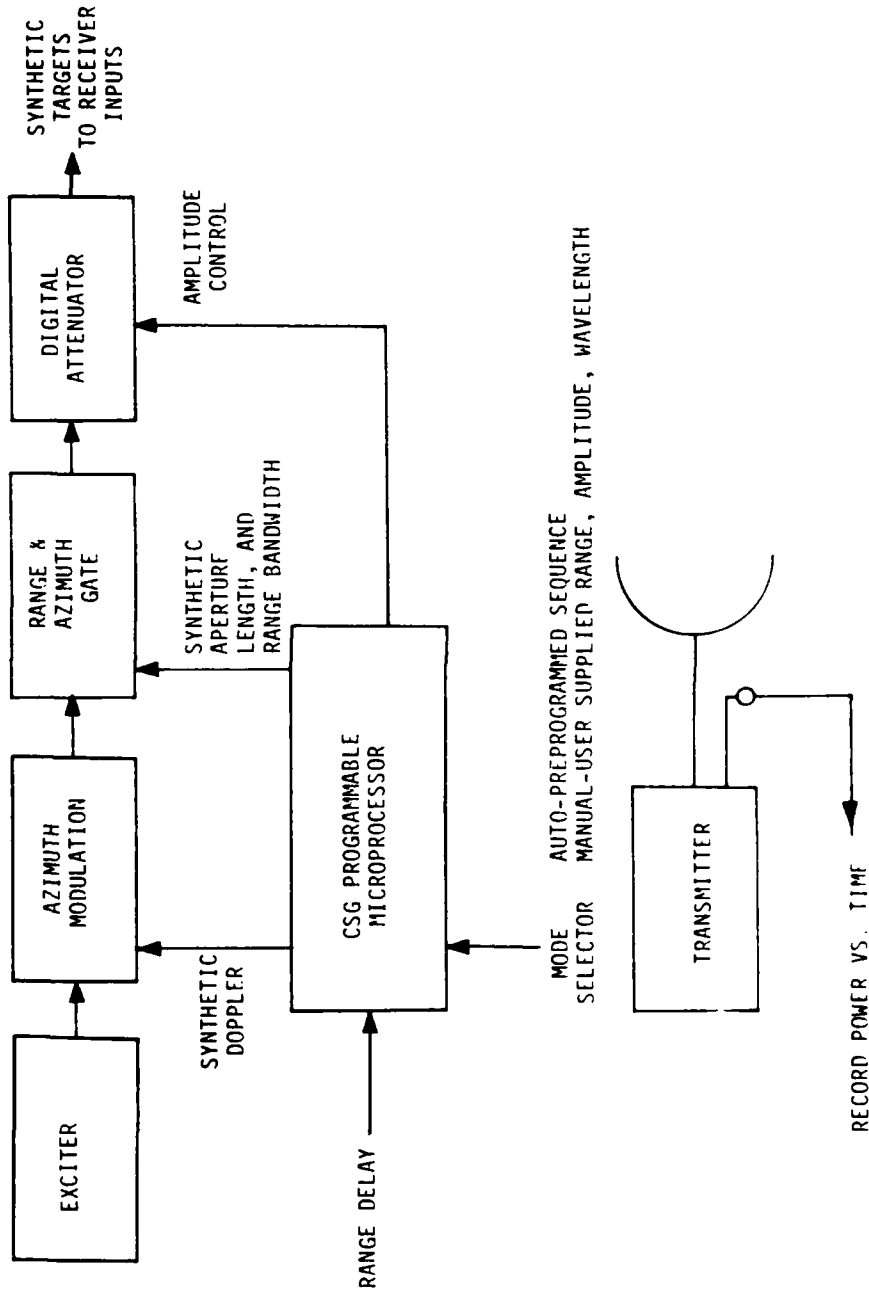 EXCITER
AZIMUTH
MODULATION
RANGE &
AZIMUTH
GATE
DIGITAL
ATTENUATOR
SYNTHETIC
TARGETS
TO RECEIVER
INPUTS
SYNTHETIC
DOPPLER
SYNTHETIC
APERTURE
LENGTH, AND
RANGE BANDWIDTH
AMPLITUDE
CONTROL
RANGE DELAY
CSG PROGRAMMABLE
MICROPROCESSOR
MODE
SELECTOR
AUTO-PREPROGRAMMED SEQUENCE
MANUAL-USER SUPPLIED RANGE, AMPLITUDE, WAVELENGTH
TRANSMITTER
RECORD POWER VS. TIME